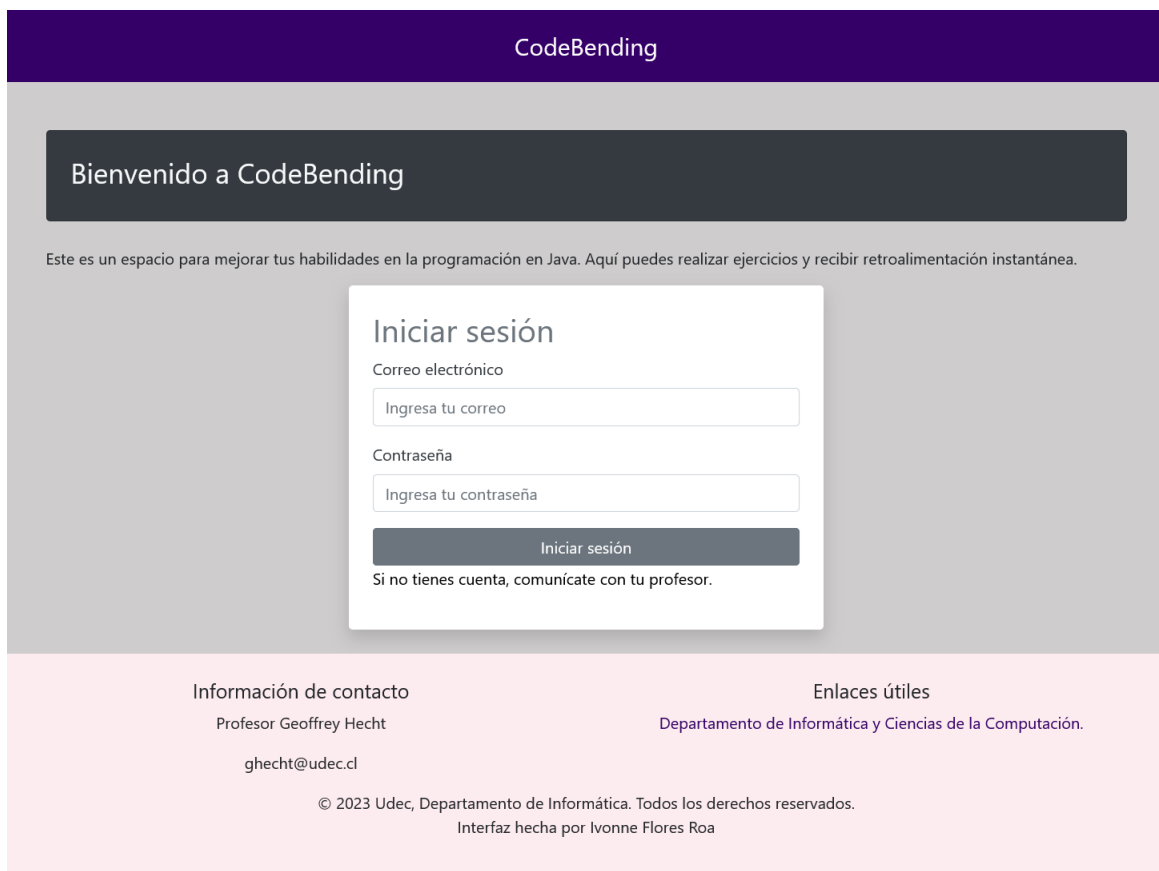 CodeBending
Bienvenido a CodeBending
Este es un espacio para mejorar tus habilidades en la programación en Java. Aquí puedes realizar ejercicios y recibir retroalimentación instantánea.
Iniciar sesión
Correo electrónico
Ingresa tu correo
Contraseña
Ingresa tu contraseña
Iniciar sesión
Si no tienes cuenta, comunícate con tu profesor.
Información de contacto
Profesor Geoffrey Hecht
ghecht@udec.cl
Enlaces útiles
Departamento de Informática y Ciencias de la Computación.
© 2023 Udec, Departamento de Informática. Todos los derechos reservados.
Interfaz hecha por Ivonne Flores Roa